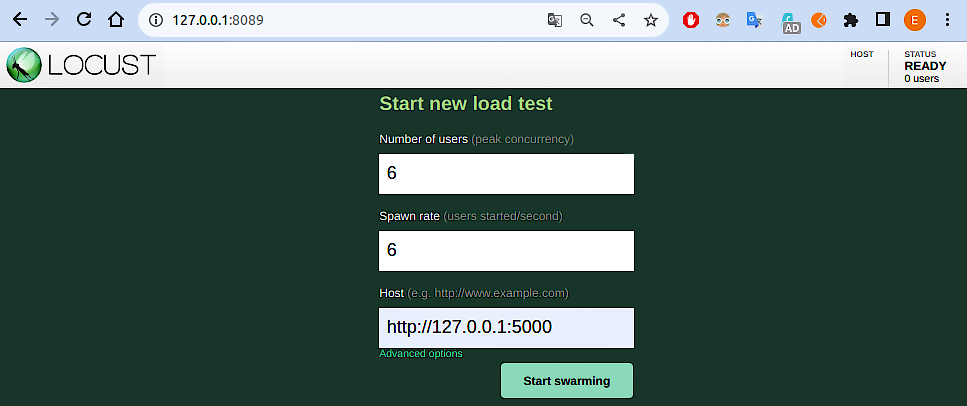 127.0.0.1:8089
AD
E
LOCUST
HOST
STATUS
READY
0 users
Start new load test
Number of users (peak concurrency)
6
Spawn rate (users started/second)
6
Host (e.g. http://www.example.com)
http://127.0.0.1:5000
Advanced options
Start swarming